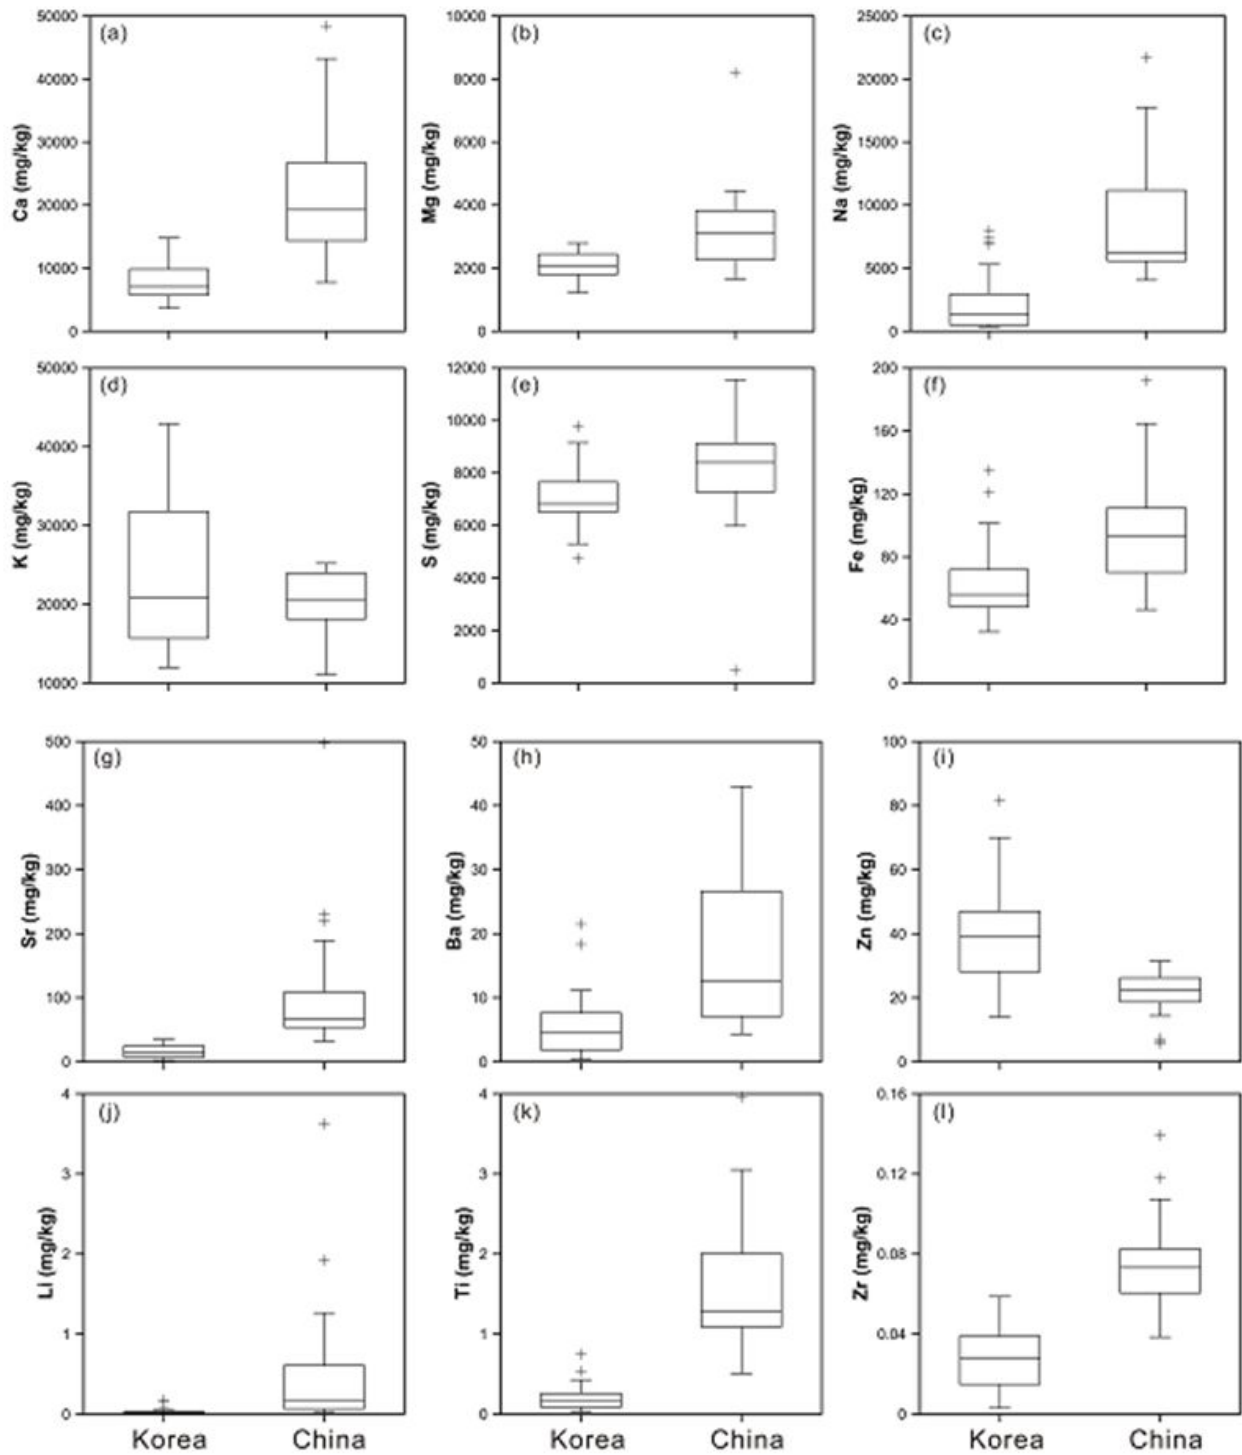 (a)
Ca (mg/kg)
50000
40000
30000
20000
10000
0
(b)
Mg (mg/kg)
10000
8000
6000
4000
2000
0
(c)
Na (mg/kg)
25000
20000
15000
10000
5000
0
(d)
K (mg/kg)
50000
40000
30000
20000
10000
(e)
S (mg/kg)
12000
10000
8000
6000
4000
2000
0
(f)
Fe (mg/kg)
200
160
120
80
40
0
(g)
Sr (mg/kg)
500
400
300
200
100
0
(h)
Ba (mg/kg)
50
40
30
20
10
0
(i)
Zn (mg/kg)
100
80
60
40
20
0
(j)
Li (mg/kg)
4
3
2
1
0
Korea China
(k)
Ti (mg/kg)
4
3
2
1
0
Korea China
(l)
Zr (mg/kg)
0.16
0.12
0.08
0.04
0
Korea China